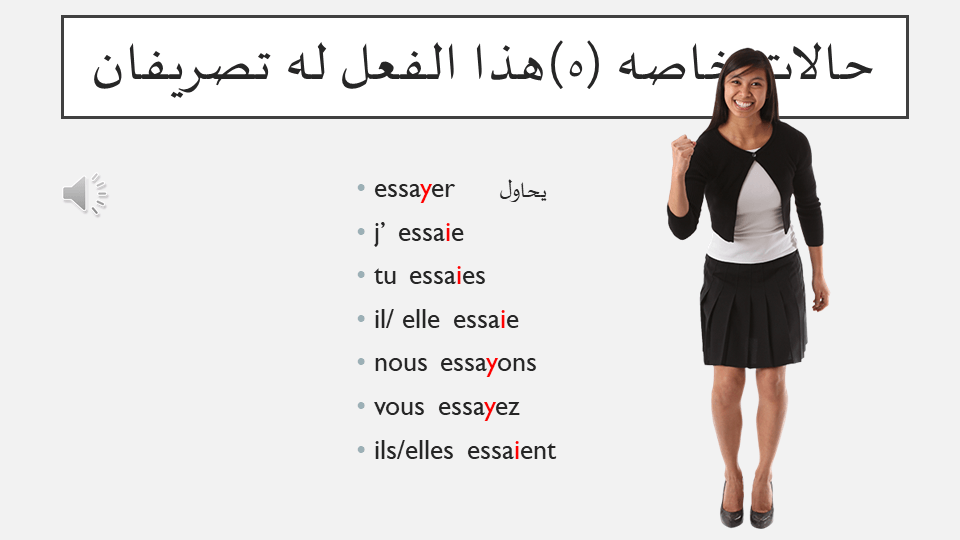 حالات خاصه (٥)هذا الفعل له تصريفان
essayer يحاول
j’ essaie
tu essaies
il/ elle essaie
nous essayons
vous essayez
ils/elles essaient